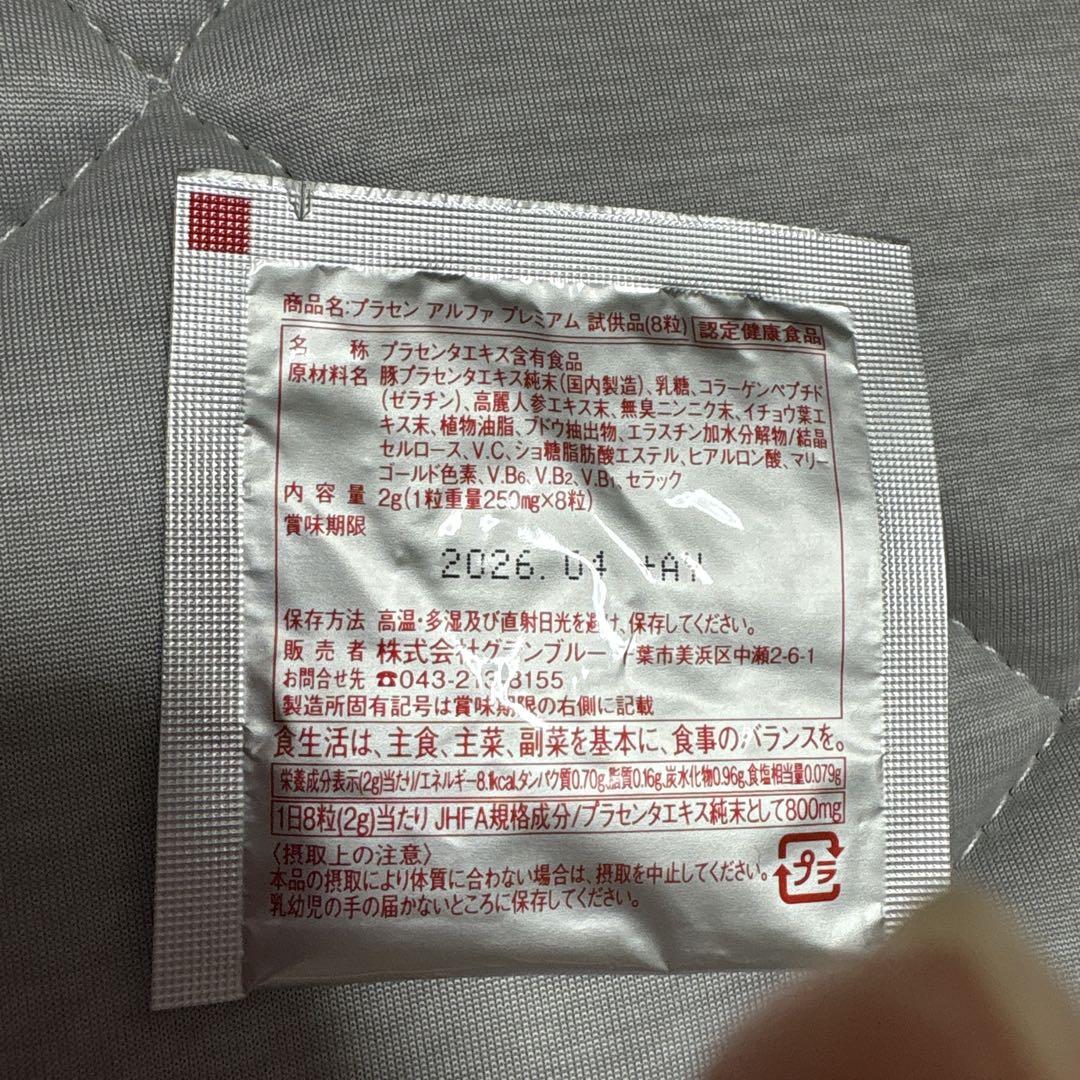 商品名:プラセン アルファ プレミアム 試供品(8粒) 認定健康食品
名称 プラセンタエキス含有食品
原材料名 豚プラセンタエキス純末(国内製造)、乳糖、コラーゲンペプチド
(ゼラチン)、高麗人参エキス末、無臭ニンニク末、イチョウ葉エ
キス末、植物油脂、ブドウ抽出物、エラスチン加水分解物/結晶
セルロース、V.C、ショ糖脂肪酸エステル、ヒアルロン酸、マリー
ゴールド色素、V.B6、V.B2、V.B1、セラック
内容量 2g(1粒重量250mg×8粒)
賞味期限
2026. 04 +AY
保存方法 高温・多湿及び直射日光を避け、保存してください。
販売者 株式会社グランブルー 千葉市美浜区中瀬2-6-1
お問合せ先 ☎043-213-8155
製造所固有記号は賞味期限の右側に記載
食生活は、主食、主菜、副菜を基本に、食事のバランスを。
栄養成分表示(2g)当たり/エネルギー8.1kcal、タンパク質0.70g、脂質0.16g、炭水化物0.96g、食塩相当量0.079g
1日8粒(2g)当たり JHFA規格成分/プラセンタエキス純末として800mg
〈摂取上の注意〉
本品の摂取により体質に合わない場合は、摂取を中止してください。
乳幼児の手の届かないところに保存してください。
プラ